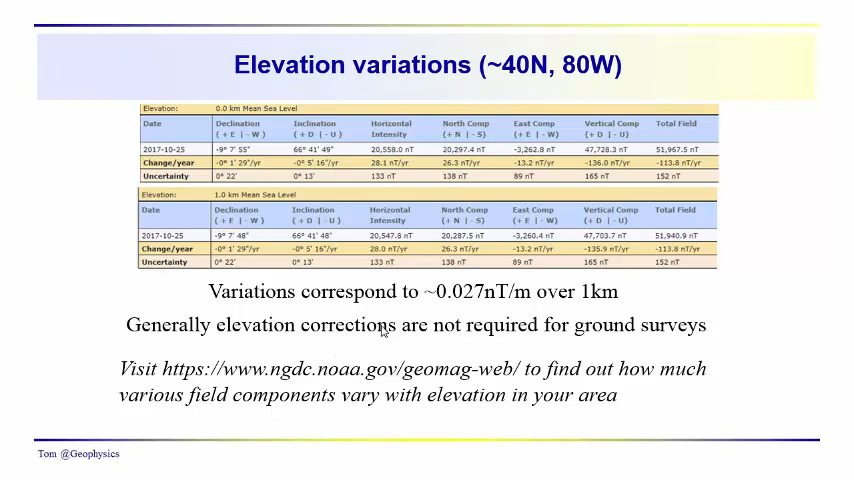 Elevation variations (~40N, 80W)
Elevation: 0.0 km Mean Sea Level
Date Declination Inclination Horizontal North Comp East Comp Vertical Comp Total Field
( + E | - W ) ( + D | - U ) Intensity (+ N | - S) (+ E | - W) (+ D | - U)
2017-10-25 -9° 7' 55" 66° 41' 49" 20,558.0 nT 20,297.4 nT -3,262.8 nT 47,728.3 nT 51,967.5 nT
Change/year -0° 1' 29"/yr -0° 5' 16"/yr 28.1 nT/yr 26.3 nT/yr -13.2 nT/yr -136.0 nT/yr -113.8 nT/yr
Uncertainty 0° 22' 0° 13' 133 nT 138 nT 89 nT 165 nT 152 nT
Elevation: 1.0 km Mean Sea Level
Date Declination Inclination Horizontal North Comp East Comp Vertical Comp Total Field
( + E | - W ) ( + D | - U ) Intensity (+ N | - S) (+ E | - W) (+ D | - U)
2017-10-25 -9° 7' 48" 66° 41' 48" 20,547.8 nT 20,287.5 nT -3,260.4 nT 47,703.7 nT 51,940.9 nT
Change/year -0° 1' 29"/yr -0° 5' 16"/yr 28.0 nT/yr 26.3 nT/yr -13.2 nT/yr -135.9 nT/yr -113.8 nT/yr
Uncertainty 0° 22' 0° 13' 133 nT 138 nT 89 nT 165 nT 152 nT
Variations correspond to ~0.027nT/m over 1km
Generally elevation corrections are not required for ground surveys
Visit https://www.ngdc.noaa.gov/geomag-web/ to find out how much
various field components vary with elevation in your area
Tom @Geophysics